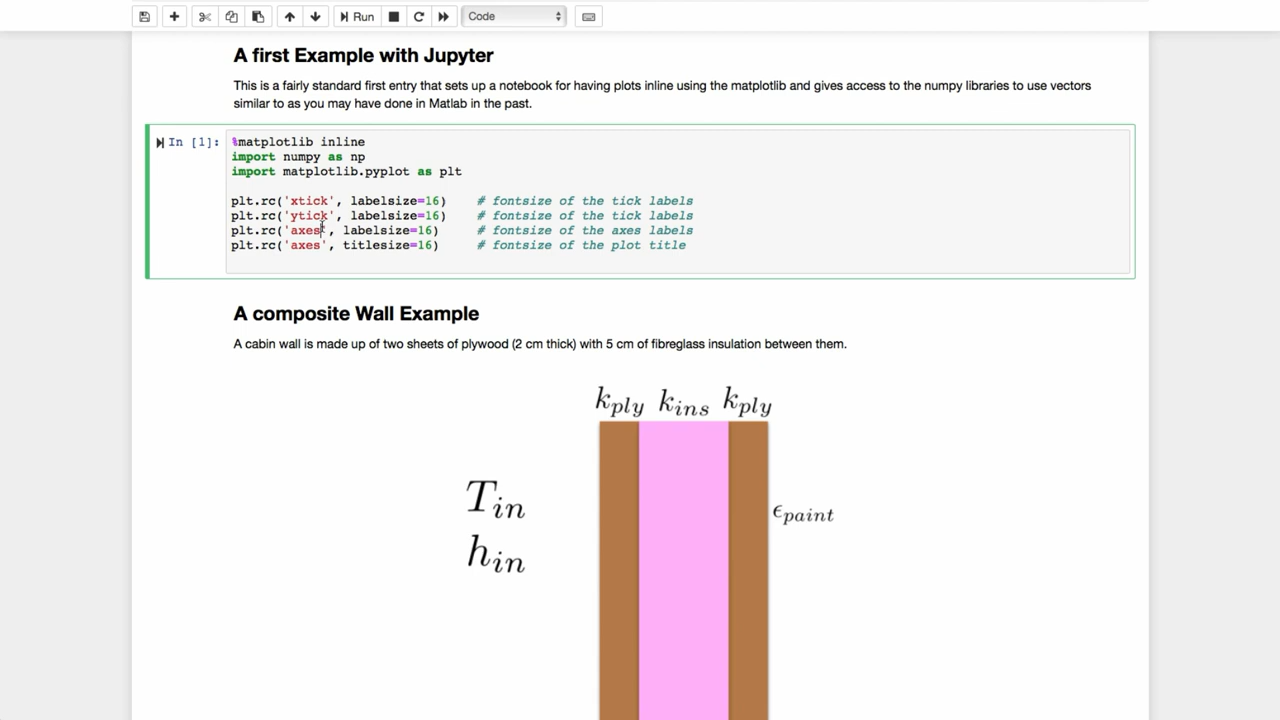 Run
Code
A first Example with Jupyter
This is a fairly standard first entry that sets up a notebook for having plots inline using the matplotlib and gives access to the numpy libraries to use vectors
similar to as you may have done in Matlab in the past.
In [1]:
%matplotlib inline
import numpy as np
import matplotlib.pyplot as plt
plt.rc('xtick', labelsize=16)    # fontsize of the tick labels
plt.rc('ytick', labelsize=16)    # fontsize of the tick labels
plt.rc('axes', labelsize=16)     # fontsize of the axes labels
plt.rc('axes', titlesize=16)     # fontsize of the plot title
A composite Wall Example
A cabin wall is made up of two sheets of plywood (2 cm thick) with 5 cm of fibreglass insulation between them.
k_ply k_ins k_ply
T_in
ϵ_paint
h_in